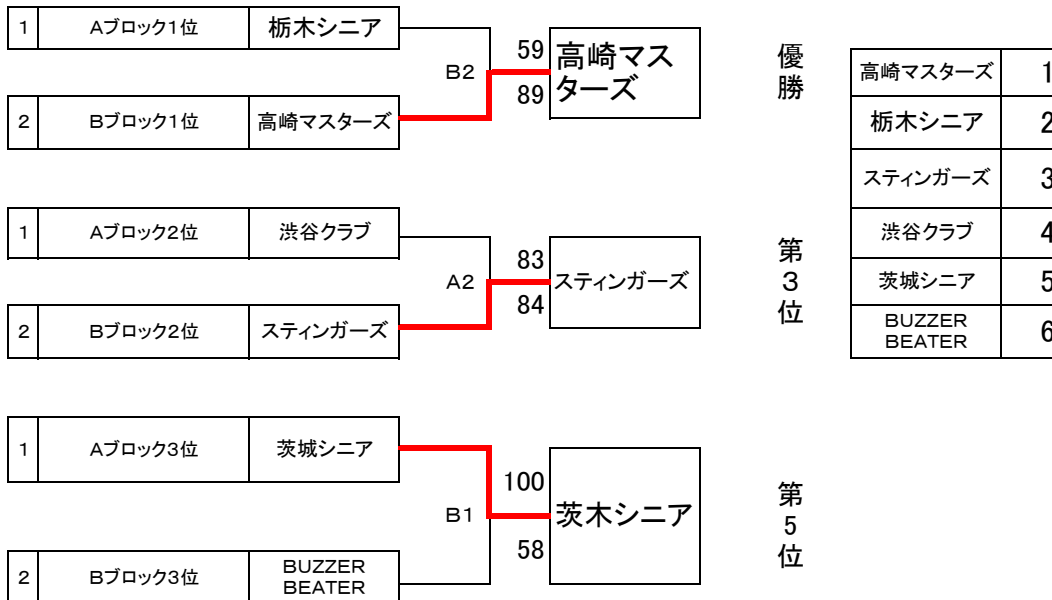 1 Aブロック1位 栃木シニア
B2
59
89
高崎マス
ターズ
優勝
2 Bブロック1位 高崎マスターズ
1 Aブロック2位 渋谷クラブ
A2
83
84
スティンガーズ
第3位
2 Bブロック2位 スティンガーズ
1 Aブロック3位 茨城シニア
B1
100
58
茨木シニア
第5位
2 Bブロック3位 BUZZER
BEATER
高崎マスターズ 1
栃木シニア 2
スティンガーズ 3
渋谷クラブ 4
茨城シニア 5
BUZZER
BEATER 6